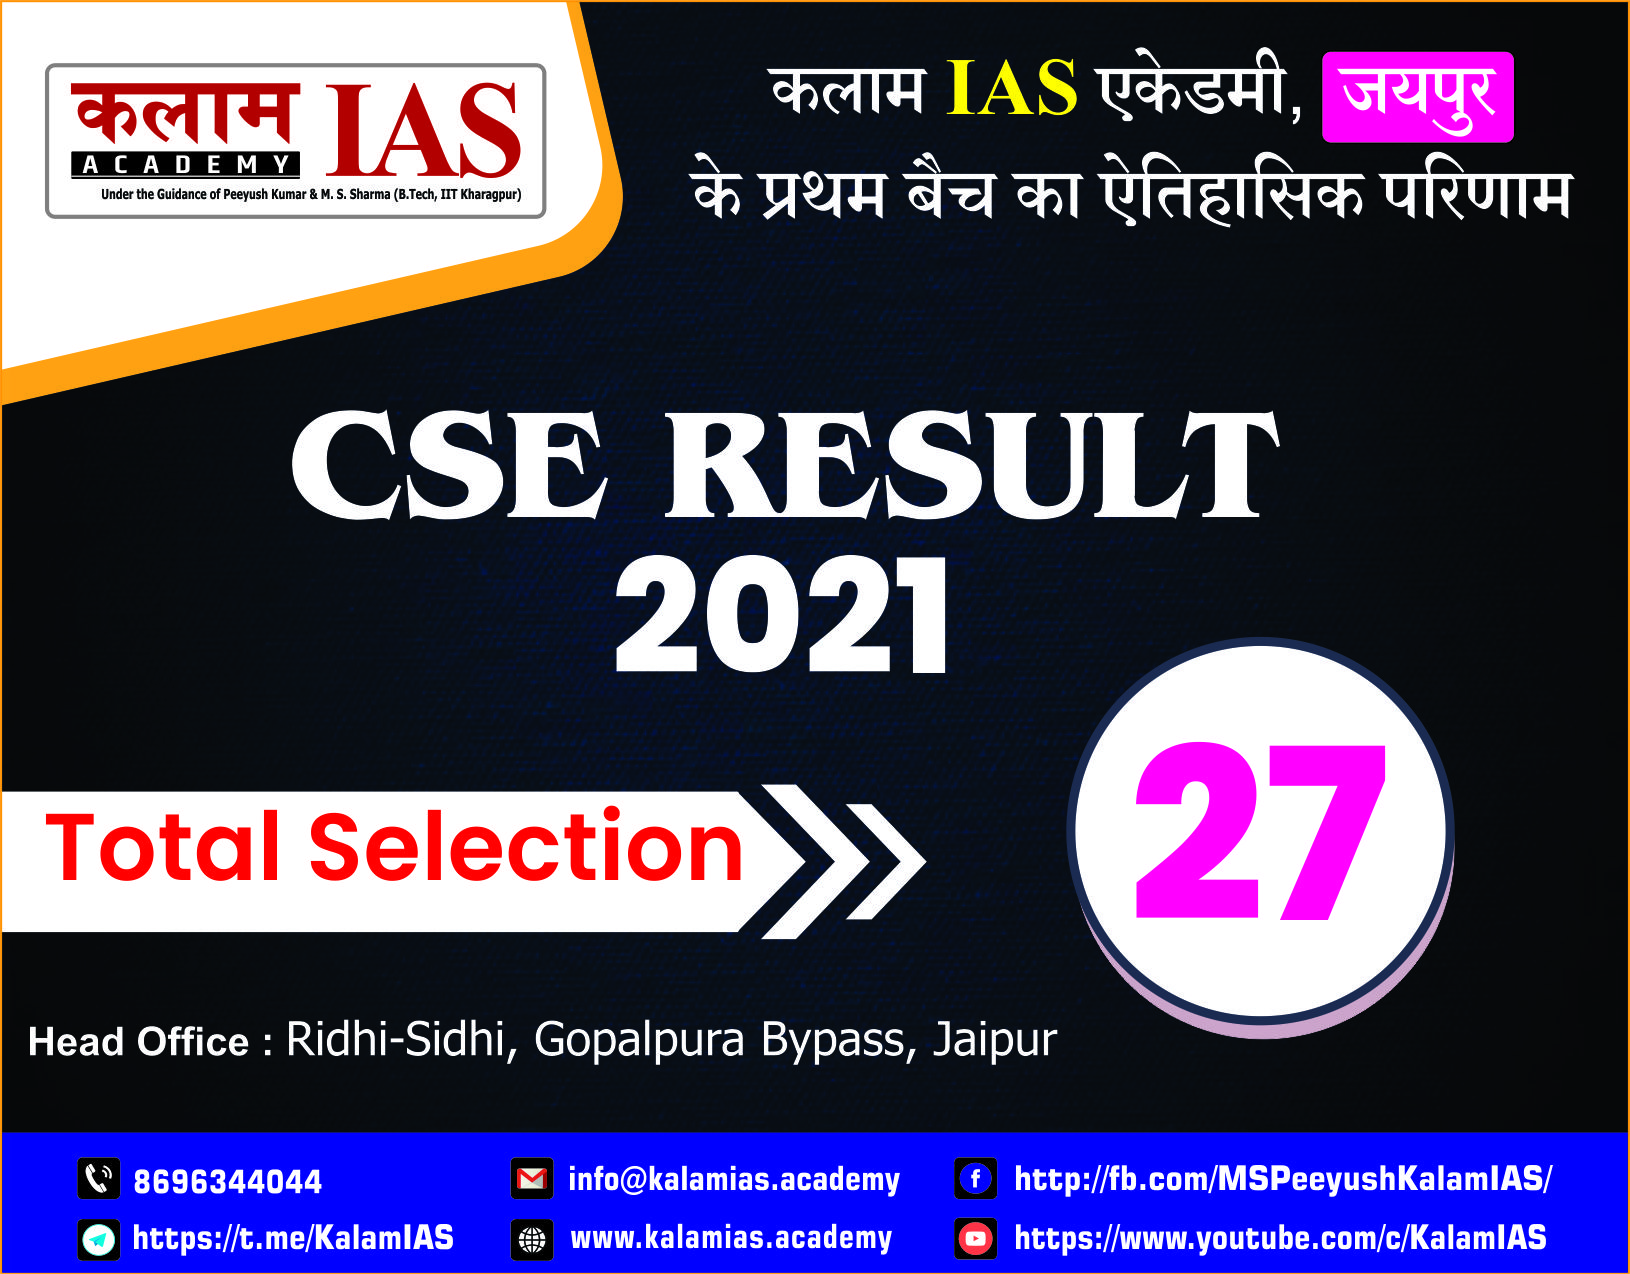 कलाम IAS
ACADEMY
Under the Guidance of Peeyush Kumar & M. S. Sharma (B.Tech, IIT Kharagpur)
कलाम IAS एकेडमी, जयपुर
के प्रथम बैच का ऐतिहासिक परिणाम
CSE RESULT
2021
Total Selection
27
Head Office : Ridhi-Sidhi, Gopalpura Bypass, Jaipur
8696344044
info@kalamias.academy
http://fb.com/MSPeeyushKalamIAS/
https://t.me/KalamIAS
www.kalamias.academy
https://www.youtube.com/c/KalamIAS